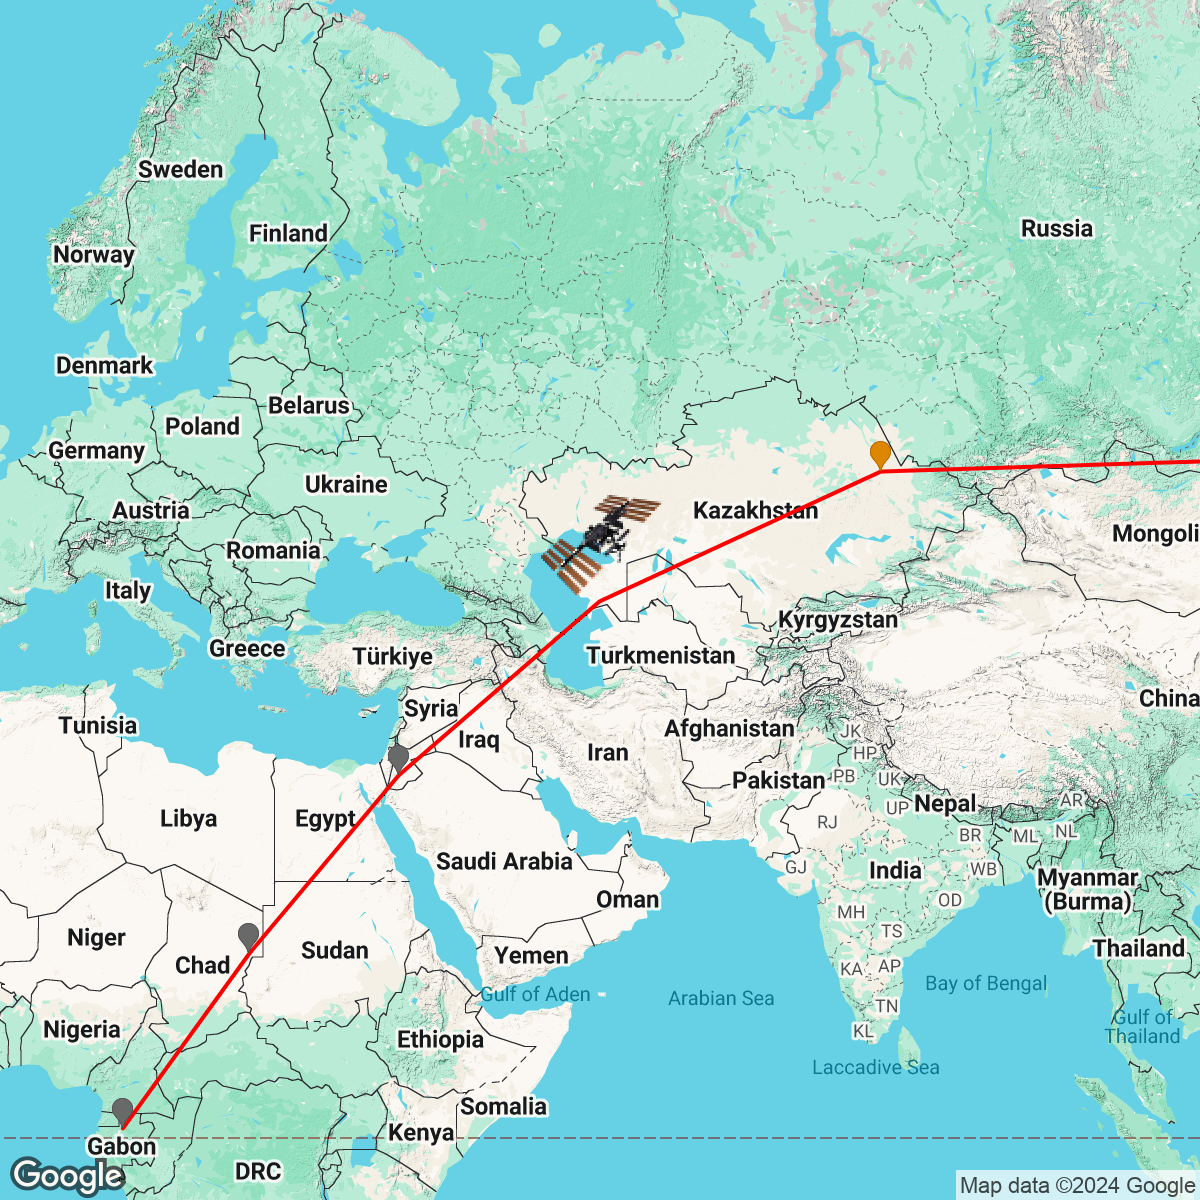 Sweden
Finland
Norway
Russia
Denmark
Belarus
Poland
Germany
Ukraine
Austria
Kazakhstan
Mongoli
Romania
Italy
Kyrgyzstan
Greece
Türkiye
Turkmenistan
China
Syria
Tunisia
Afghanistan
JK
Iraq
Iran
HP
Pakistan
PB
UK
Nepal
AR
UP
Libya
Egypt
RJ
BR
ML
NL
Saudi Arabia
GJ
India
WB
Myanmar
(Burma)
Oman
OD
MH
TS
Niger
Chad
Sudan
Yemen
Thailand
KA
AP
Gulf of Aden
Arabian Sea
Bay of Bengal
TN
Nigeria
Ethiopia
KL
Gulf of
Thailand
Laccadive Sea
Somalia
Kenya
Gabon
DRC
Google
Map data ©2024 Google